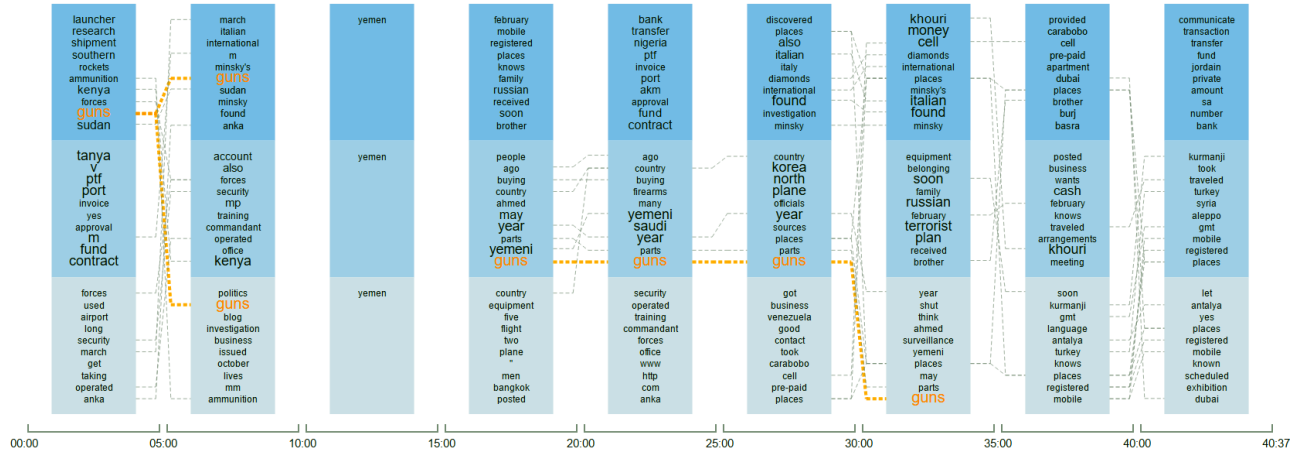 launcher
research
shipment
southern
rockets
ammunition
kenya
forces
guns
sudan
tanya
v
ptf
port
invoice
yes
approval
m
fund
contract
forces
used
airport
long
security
march
get
taking
operated
anka
march
italian
international
m
minsky's
guns
sudan
minsky
found
anka
account
also
forces
security
mp
training
commandant
operated
office
kenya
politics
guns
blog
investigation
business
issued
october
lives
mm
ammunition
yemen
yemen
yemen
february
mobile
registered
places
knows
family
russian
received
soon
brother
people
ago
buying
country
ahmed
may
year
parts
yemeni
guns
country
equipment
five
flight
two
plane
"
men
bangkok
posted
bank
transfer
nigeria
ptf
invoice
port
akm
approval
fund
contract
ago
country
buying
firearms
many
yemeni
saudi
year
parts
guns
security
operated
training
commandant
forces
office
www
http
com
anka
discovered
places
also
italian
italy
diamonds
international
found
investigation
minsky
country
korea
north
plane
officials
year
sources
places
parts
guns
got
business
venezuela
good
contact
took
carabobo
cell
pre-paid
places
khouri
money
cell
diamonds
international
places
minsky's
italian
found
minsky
equipment
belonging
soon
family
russian
february
terrorist
plan
received
brother
year
shut
think
ahmed
surveillance
yemeni
places
may
parts
guns
provided
carabobo
cell
pre-paid
apartment
dubai
places
brother
burj
basra
posted
business
wants
cash
february
knows
traveled
arrangements
khouri
meeting
soon
kurmanji
gmt
language
antalya
turkey
knows
places
registered
mobile
communicate
transaction
transfer
fund
jordain
private
amount
sa
number
bank
kurmanji
took
traveled
turkey
syria
aleppo
gmt
mobile
registered
places
let
antalya
yes
places
registered
mobile
known
scheduled
exhibition
dubai
00:00 05:00 10:00 15:00 20:00 25:00 30:00 35:00 40:00 40:37